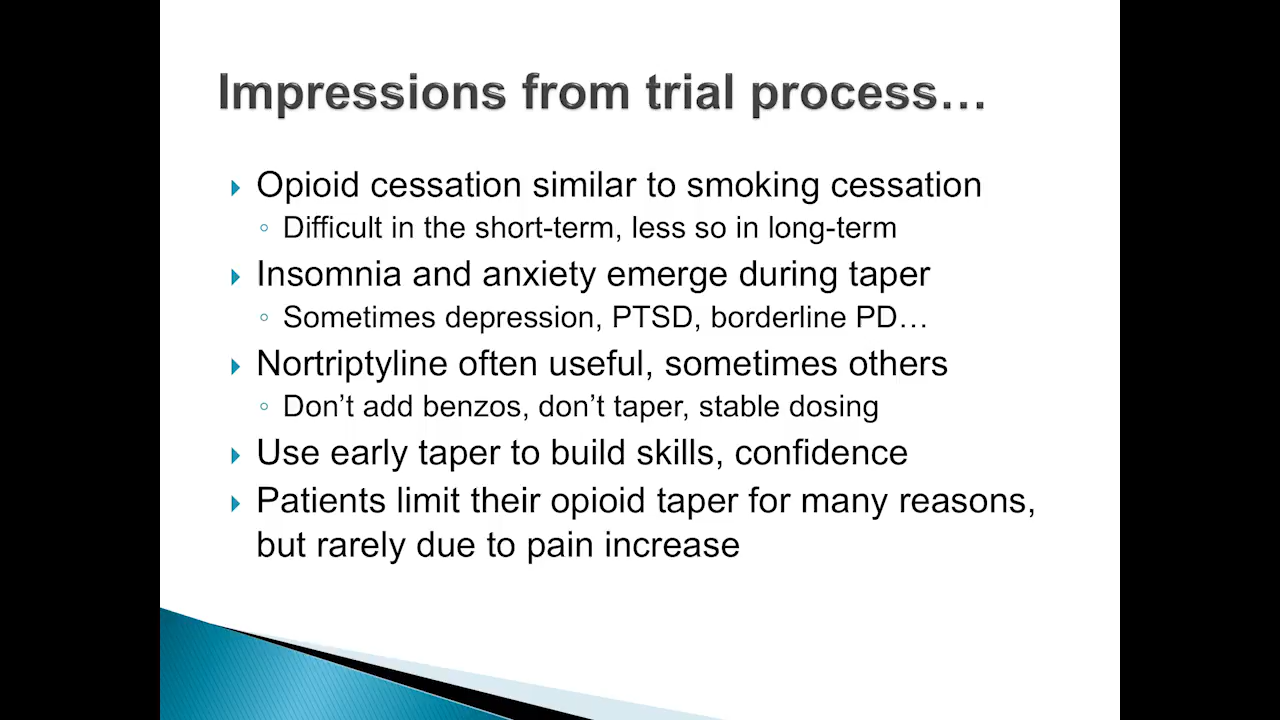 Impressions from trial process…
Opioid cessation similar to smoking cessation
Difficult in the short-term, less so in long-term
Insomnia and anxiety emerge during taper
Sometimes depression, PTSD, borderline PD…
Nortriptyline often useful, sometimes others
Don’t add benzos, don’t taper, stable dosing
Use early taper to build skills, confidence
Patients limit their opioid taper for many reasons,
but rarely due to pain increase